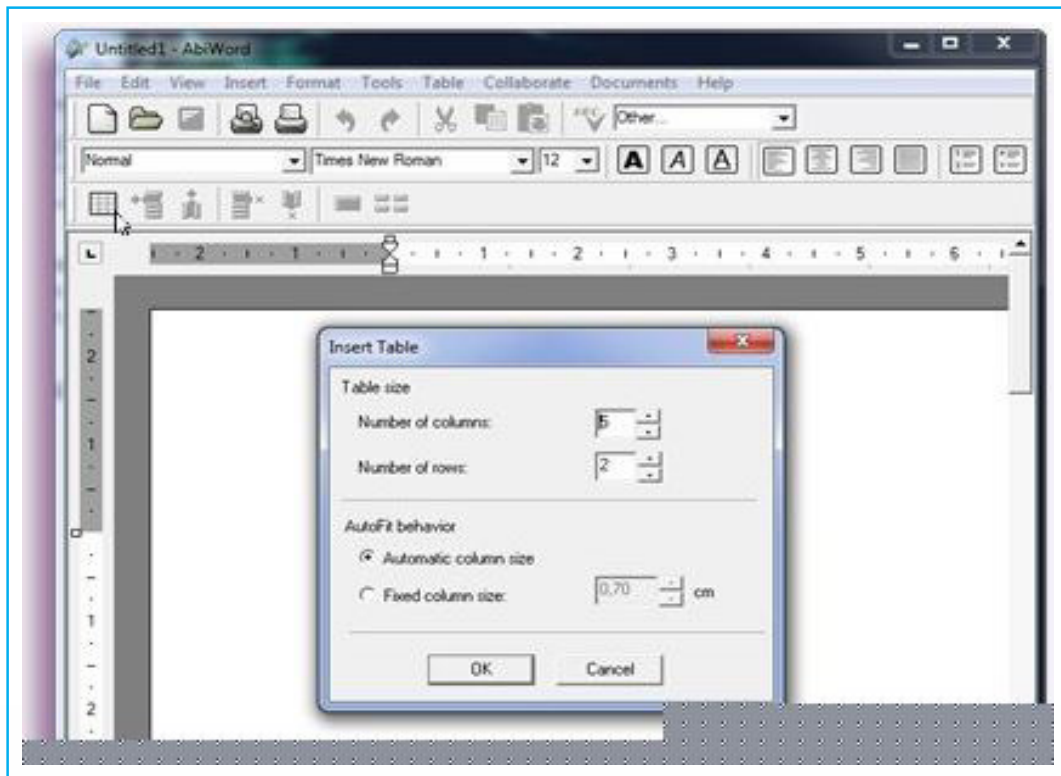 Untitled1 - AbiWord
File Edit View Insert Format Tools Table Collaborate Documents Help
Other...
Normal Times New Roman 12 A A A
2 1 1 2 3 4 5 6
Insert Table
Table size
Number of columns: 5
Number of rows: 2
AutoFit behavior
Automatic column size
Fixed column size: 0.70 cm
OK Cancel
2
1
1
2